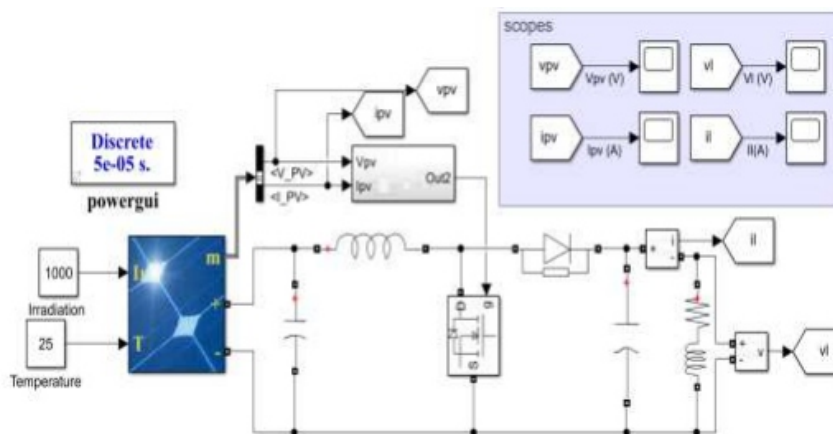 scopes
vpv
Vpv (V)
vl
Vl (V)
ipv
Ipv (A)
il
Il(A)
vpv
ipv
Discrete
5e-05 s.
powergui
<V_PV>
<I_PV>
Vpv
Ipv
Out2
1000
Irradiation
25
Temperature
Ir
T
m
+
-
g
D
S
+
i
-
il
+
-
v
vl